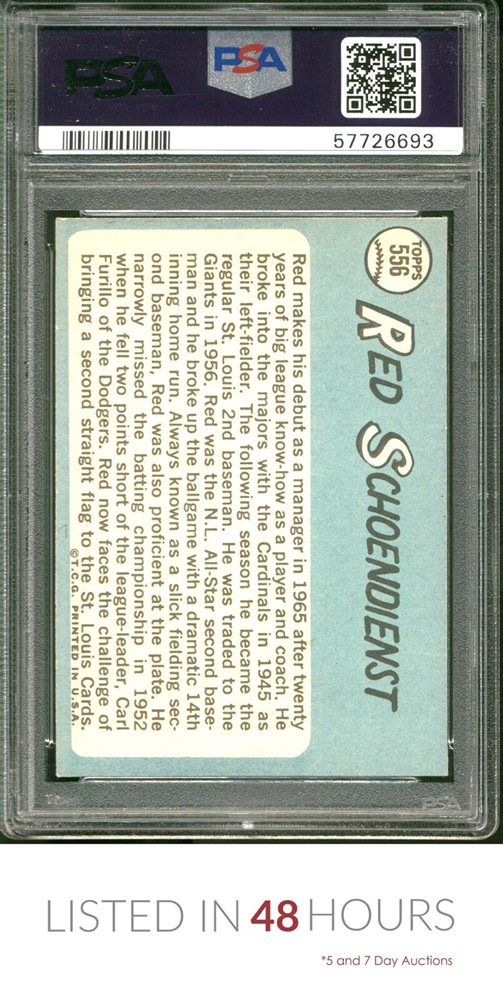 PSA
PSA
57726693
TOPPS
556
RED SCHOENDIENST
Red makes his debut as a manager in 1965 after twenty
years of big league know-how as a player and coach. He
broke into the majors with the Cardinals in 1945 as
their left-fielder. The following season he became the
regular St. Louis 2nd baseman. He was traded to the
Giants in 1956. Red was the N.L. All-Star second base-
man and he broke up the ballgame with a dramatic 14th
inning home run. Always known as a slick fielding sec-
ond baseman, Red was also proficient at the plate. He
narrowly missed the batting championship in 1952
when he fell two points short of the league-leader, Carl
Furillo of the Dodgers. Red now faces the challenge of
bringing a second straight flag to the St. Louis Cards.
©T.C.G. PRINTED IN U.S.A.
PSA
LISTED IN 48 HOURS
*5 and 7 Day Auctions